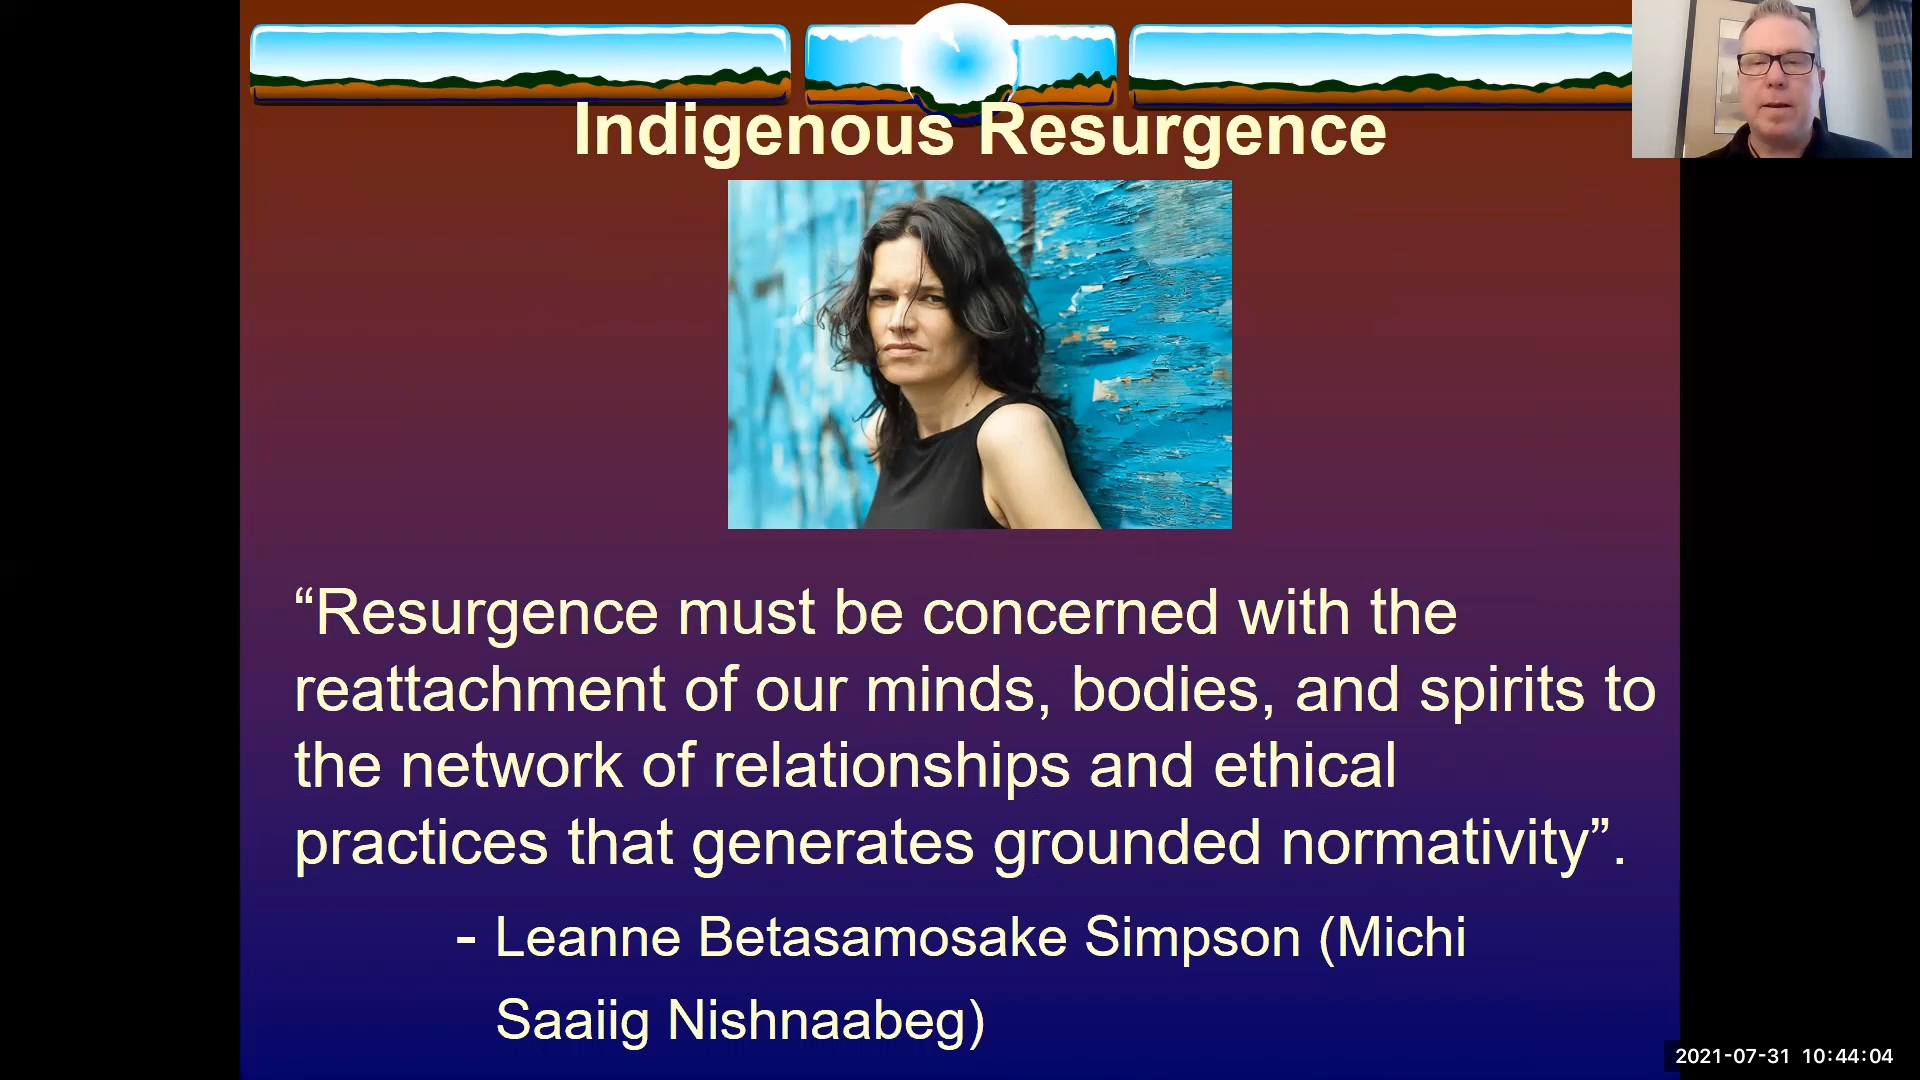 Indigenous Resurgence
“Resurgence must be concerned with the
reattachment of our minds, bodies, and spirits to
the network of relationships and ethical
practices that generates grounded normativity”.
- Leanne Betasamosake Simpson (Michi
Saaiig Nishnaabeg)
2021-07-31 10:44:04